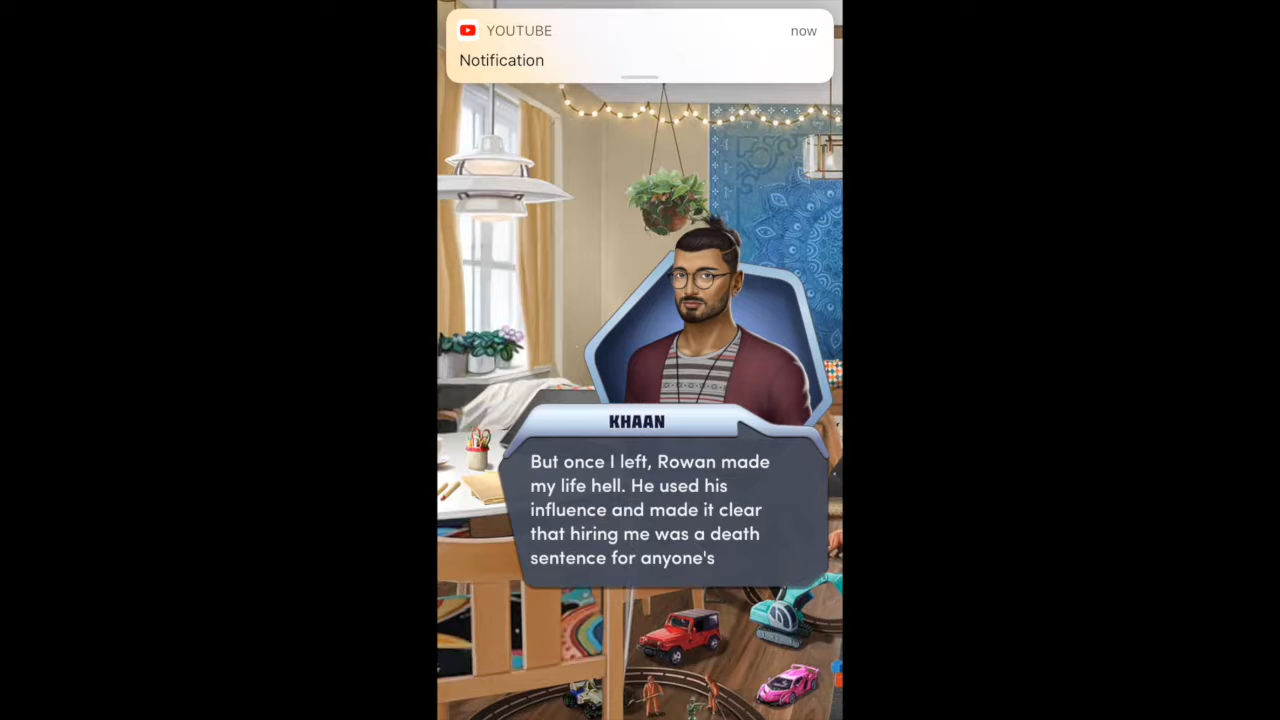 YOUTUBE now
Notification
KHAAN
But once I left, Rowan made
my life hell. He used his
influence and made it clear
that hiring me was a death
sentence for anyone's